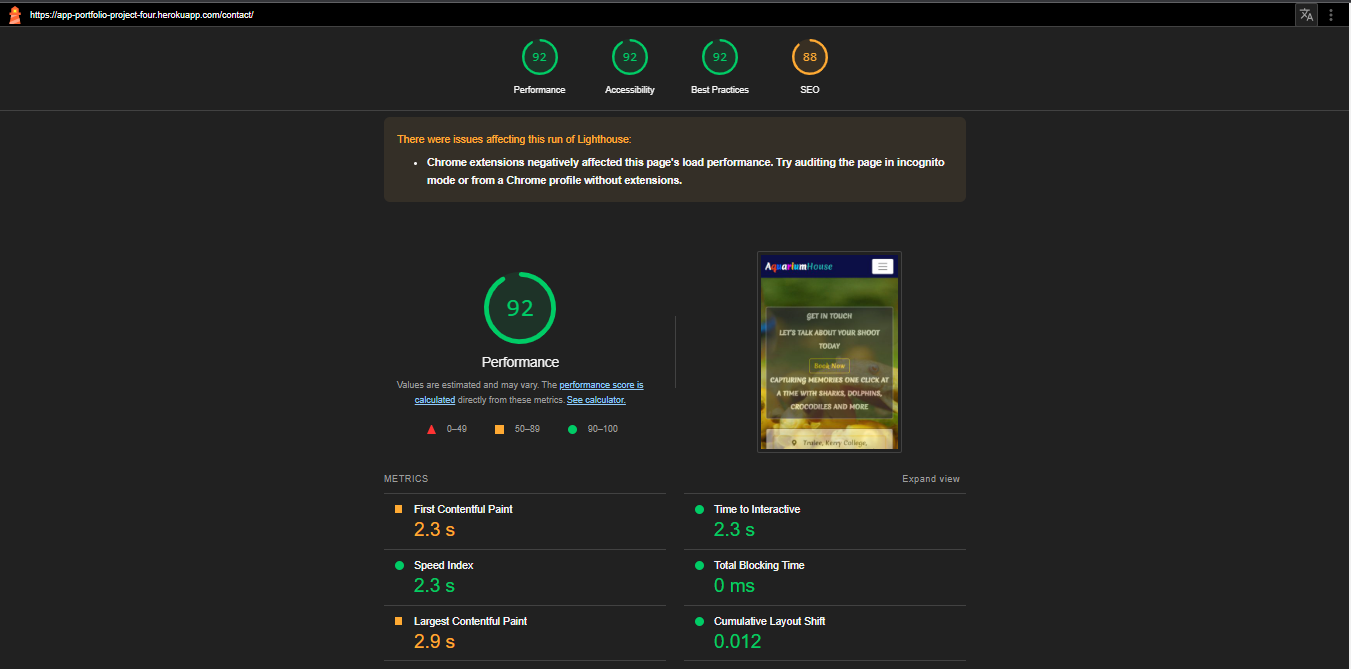 https://app-portfolio-project-four.herokuapp.com/contact/
92
92
92
88
Performance
Accessibility
Best Practices
SEO
There were issues affecting this run of Lighthouse:
• Chrome extensions negatively affected this page's load performance. Try auditing the page in incognito
mode or from a Chrome profile without extensions.
92
Performance
Values are estimated and may vary. The performance score is
calculated directly from these metrics. See calculator.
0–49
50–89
90–100
AquariumHouse
GET IN TOUCH
LET'S TALK ABOUT YOUR SHOOT
TODAY
Book Now
CAPTURING MEMORIES ONE CLICK AT
A TIME WITH SHARKS, DOLPHINS,
CROCODILES AND MORE
Tralee, Kerry College,
METRICS
Expand view
First Contentful Paint
2.3 s
Time to Interactive
2.3 s
Speed Index
2.3 s
Total Blocking Time
0 ms
Largest Contentful Paint
2.9 s
Cumulative Layout Shift
0.012